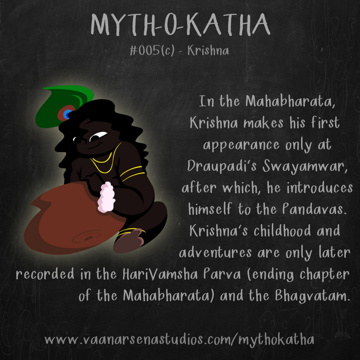 MYTH-O-KATHA
#005(c) - Krishna
In the Mahabharata,
Krishna makes his first
appearance only at
Draupadi's Swayamwar,
after which, he introduces
himself to the Pandavas.
Krishna's childhood and
adventures are only later
recorded in the HariVamsha Parva (ending chapter
of the Mahabharata) and the Bhagvatam.
www.vaanarsenastudios.com/mythokatha